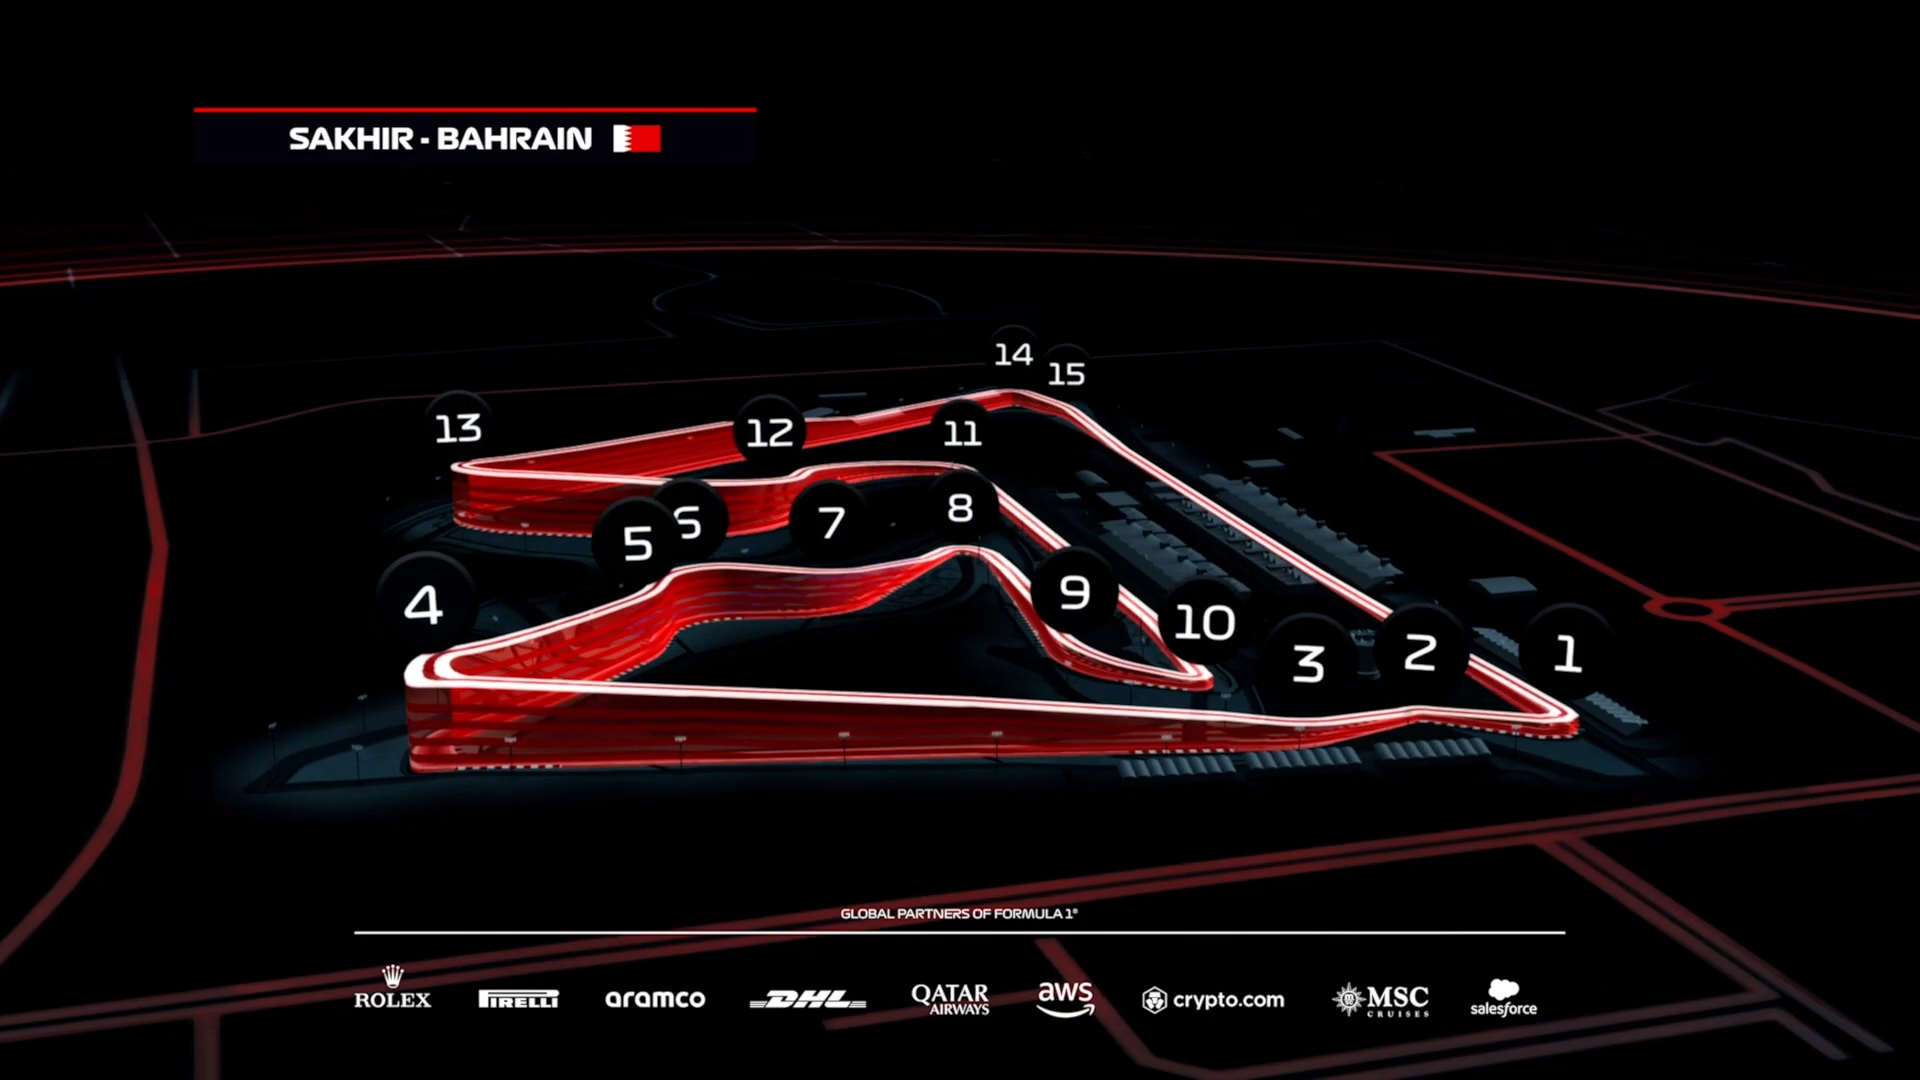 SAKHIR - BAHRAIN
14
15
13
12
11
8
6
7
5
4
9
10
3
2
1
GLOBAL PARTNERS OF FORMULA 1®
ROLEX
PIRELLI
aramco
DHL
QATAR
AIRWAYS
aws
crypto.com
MSC
CRUISES
salesforce